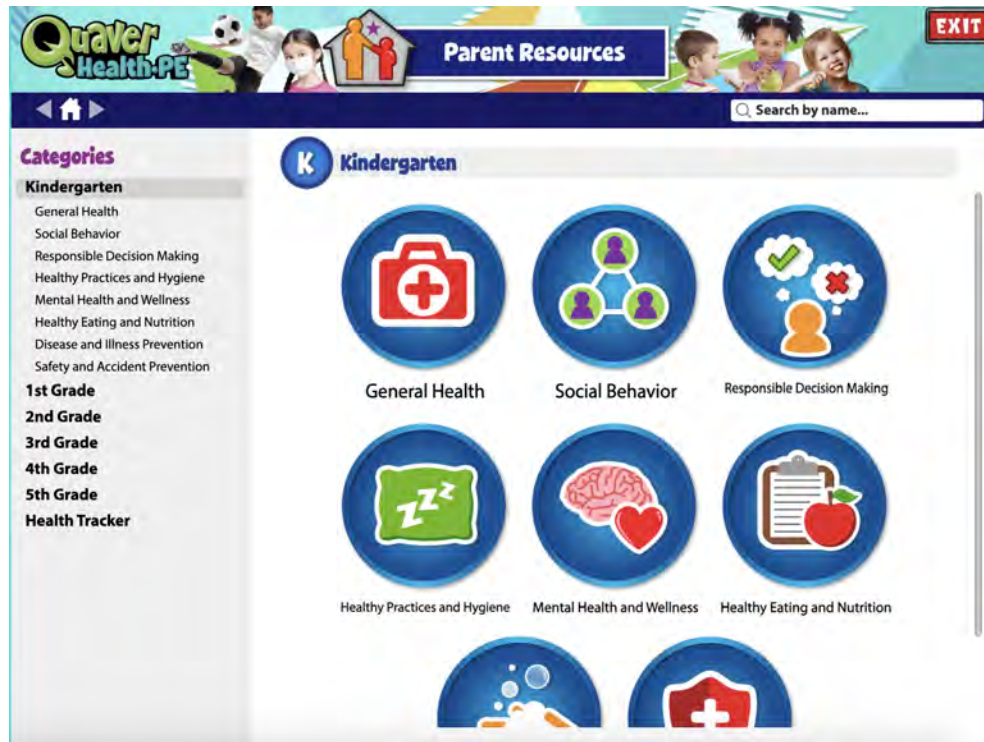 Quaver
Health•PE
Parent Resources
EXIT
Search by name...
Categories
Kindergarten
General Health
Social Behavior
Responsible Decision Making
Healthy Practices and Hygiene
Mental Health and Wellness
Healthy Eating and Nutrition
Disease and Illness Prevention
Safety and Accident Prevention
1st Grade
2nd Grade
3rd Grade
4th Grade
5th Grade
Health Tracker
K Kindergarten
General Health
Social Behavior
Responsible Decision Making
zzz
Healthy Practices and Hygiene
Mental Health and Wellness
Healthy Eating and Nutrition